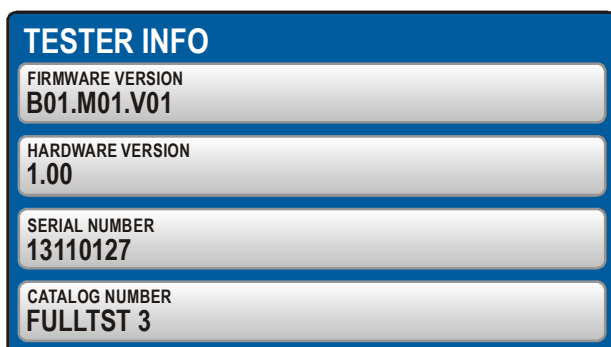 TESTER INFO
FIRMWARE VERSION
B01.M01.V01
HARDWARE VERSION
1.00
SERIAL NUMBER
13110127
CATALOG NUMBER
FULLTST 3